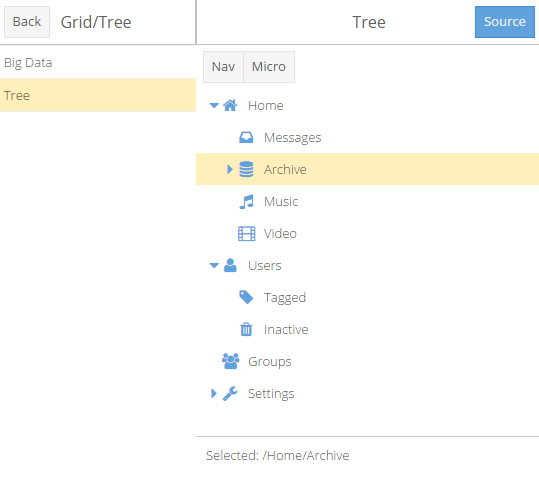 Back Grid/Tree
Big Data
Tree
Tree Source
Nav Micro
Home
Messages
Archive
Music
Video
Users
Tagged
Inactive
Groups
Settings
Selected: /Home/Archive